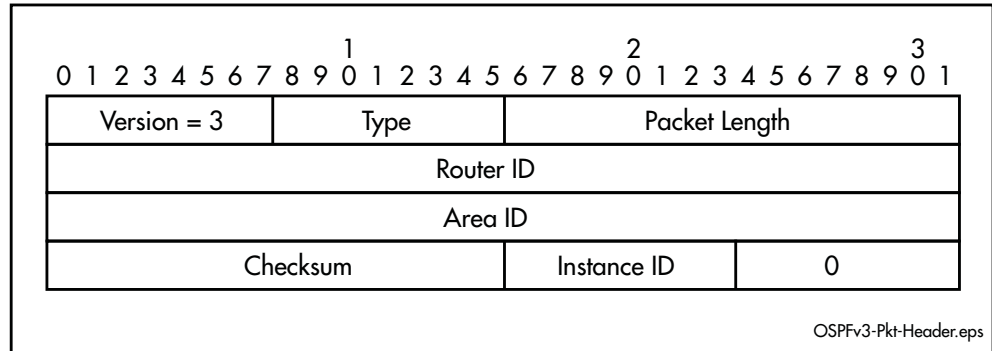 1 2 3
0 1 2 3 4 5 6 7 8 9 0 1 2 3 4 5 6 7 8 9 0 1 2 3 4 5 6 7 8 9 0 1
Version = 3 Type Packet Length
Router ID
Area ID
Checksum Instance ID 0
OSPFv3-Pkt-Header.eps